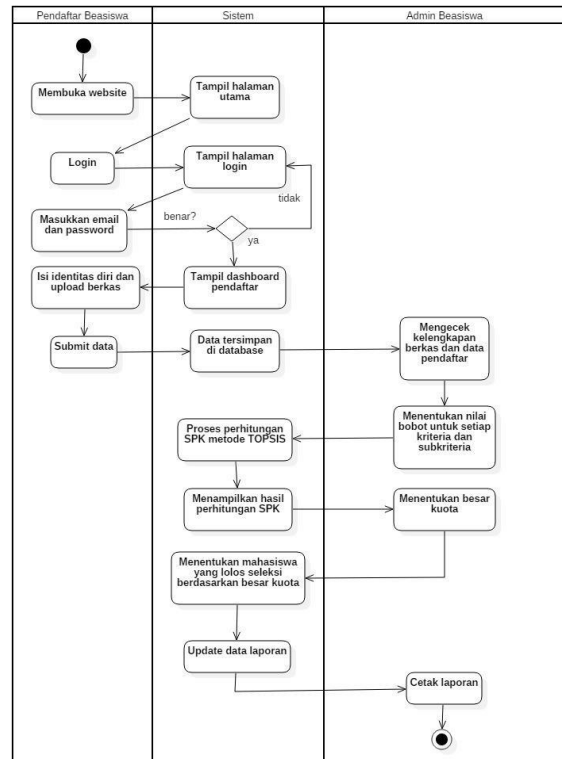 Pendaftar Beasiswa
Sistem
Admin Beasiswa
Membuka website
Tampil halaman
utama
Login
Tampil halaman
login
tidak
Masukkan email
dan password
benar?
ya
Isi identitas diri dan
upload berkas
Tampil dashboard
pendaftar
Submit data
Data tersimpan
di database
Mengecek
kelengkapan
berkas dan data
pendaftar
Menentukan nilai
bobot untuk setiap
kriteria dan
subkriteria
Proses perhitungan
SPK metode TOPSIS
Menampilkan hasil
perhitungan SPK
Menentukan besar
kuota
Menentukan mahasiswa
yang lolos seleksi
berdasarkan besar kuota
Update data laporan
Cetak laporan